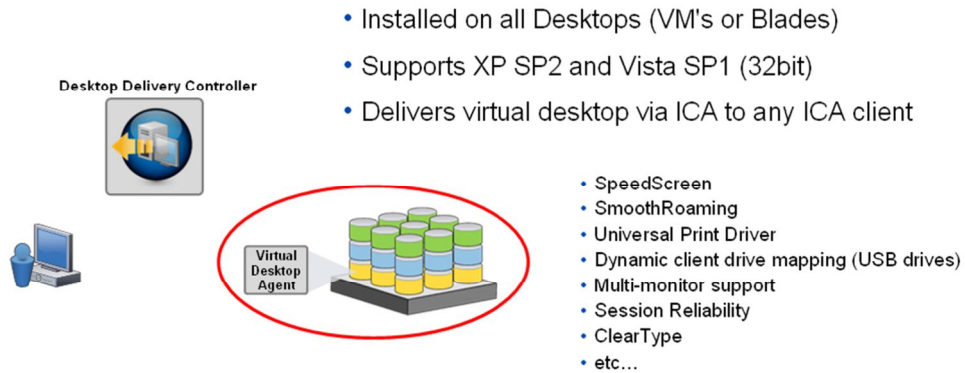 • Installed on all Desktops (VM's or Blades)
• Supports XP SP2 and Vista SP1 (32bit)
• Delivers virtual desktop via ICA to any ICA client
Desktop Delivery Controller
Virtual
Desktop
Agent
• SpeedScreen
• SmoothRoaming
• Universal Print Driver
• Dynamic client drive mapping (USB drives)
• Multi-monitor support
• Session Reliability
• ClearType
• etc...